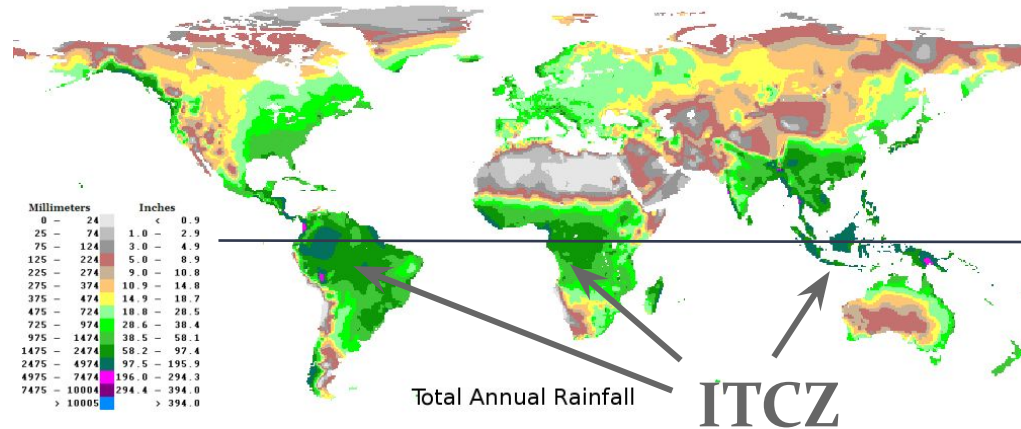 Millimeters Inches
0 - 24 < 0.9
25 - 74 1.0 - 2.9
75 - 124 3.0 - 4.9
125 - 224 5.0 - 8.9
225 - 274 9.0 - 10.8
275 - 374 10.9 - 14.8
375 - 474 14.9 - 18.7
475 - 724 18.8 - 28.5
725 - 974 28.6 - 38.4
975 - 1474 38.5 - 58.1
1475 - 2474 58.2 - 97.4
2475 - 4974 97.5 - 195.9
4975 - 7474 196.0 - 294.3
7475 - 10004 294.4 - 394.0
> 10005 > 394.0
Total Annual Rainfall
ITCZ